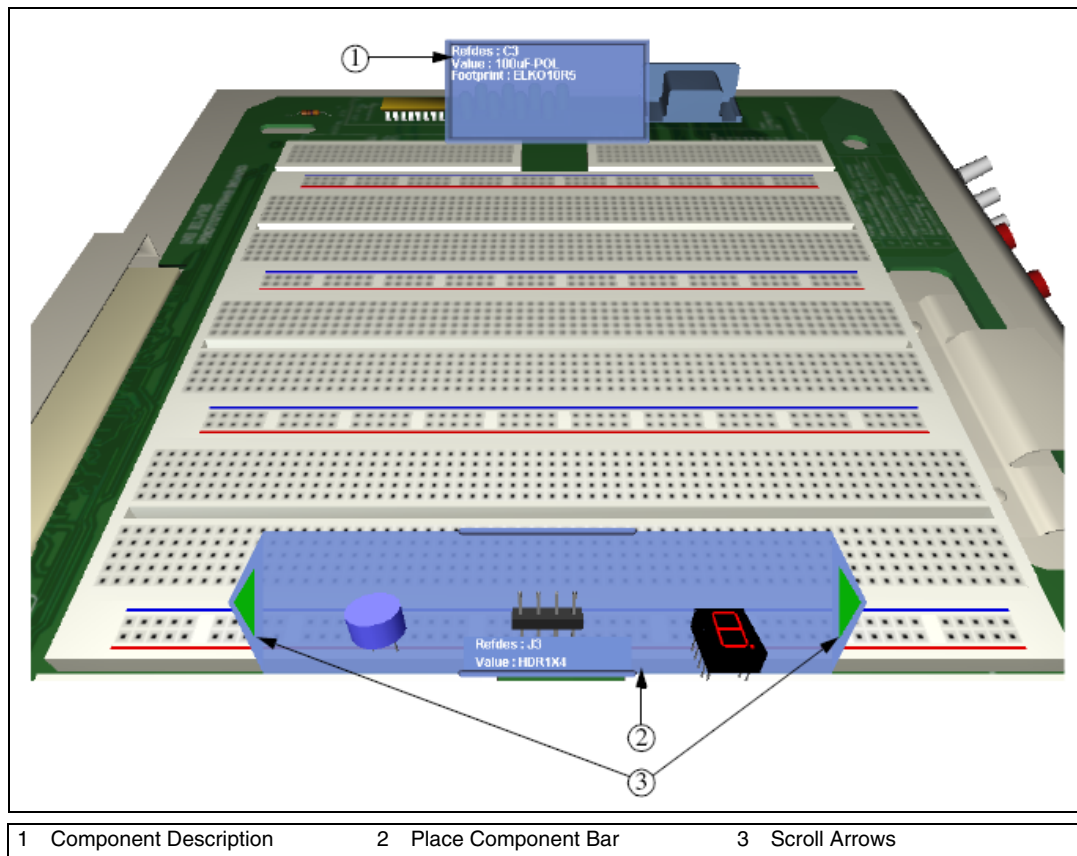 1
Refdes : C3
Value : 100uF-POL
Footprint : ELKO10R5
Refdes : J3
Value : HDR1X4
2
3
1 Component Description 2 Place Component Bar 3 Scroll Arrows